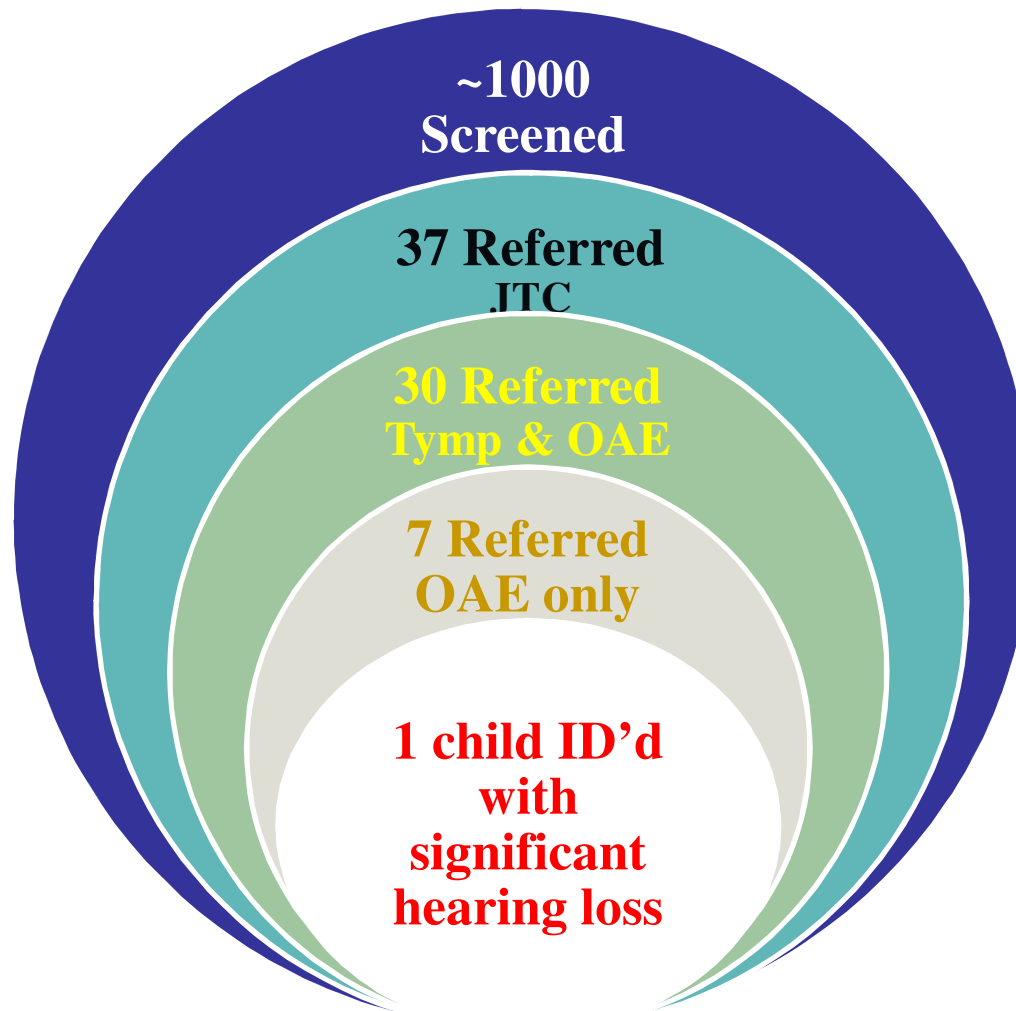 ~1000
Screened
37 Referred
JTC
30 Referred
Tymp & OAE
7 Referred
OAE only
1 child ID’d
with
significant
hearing loss